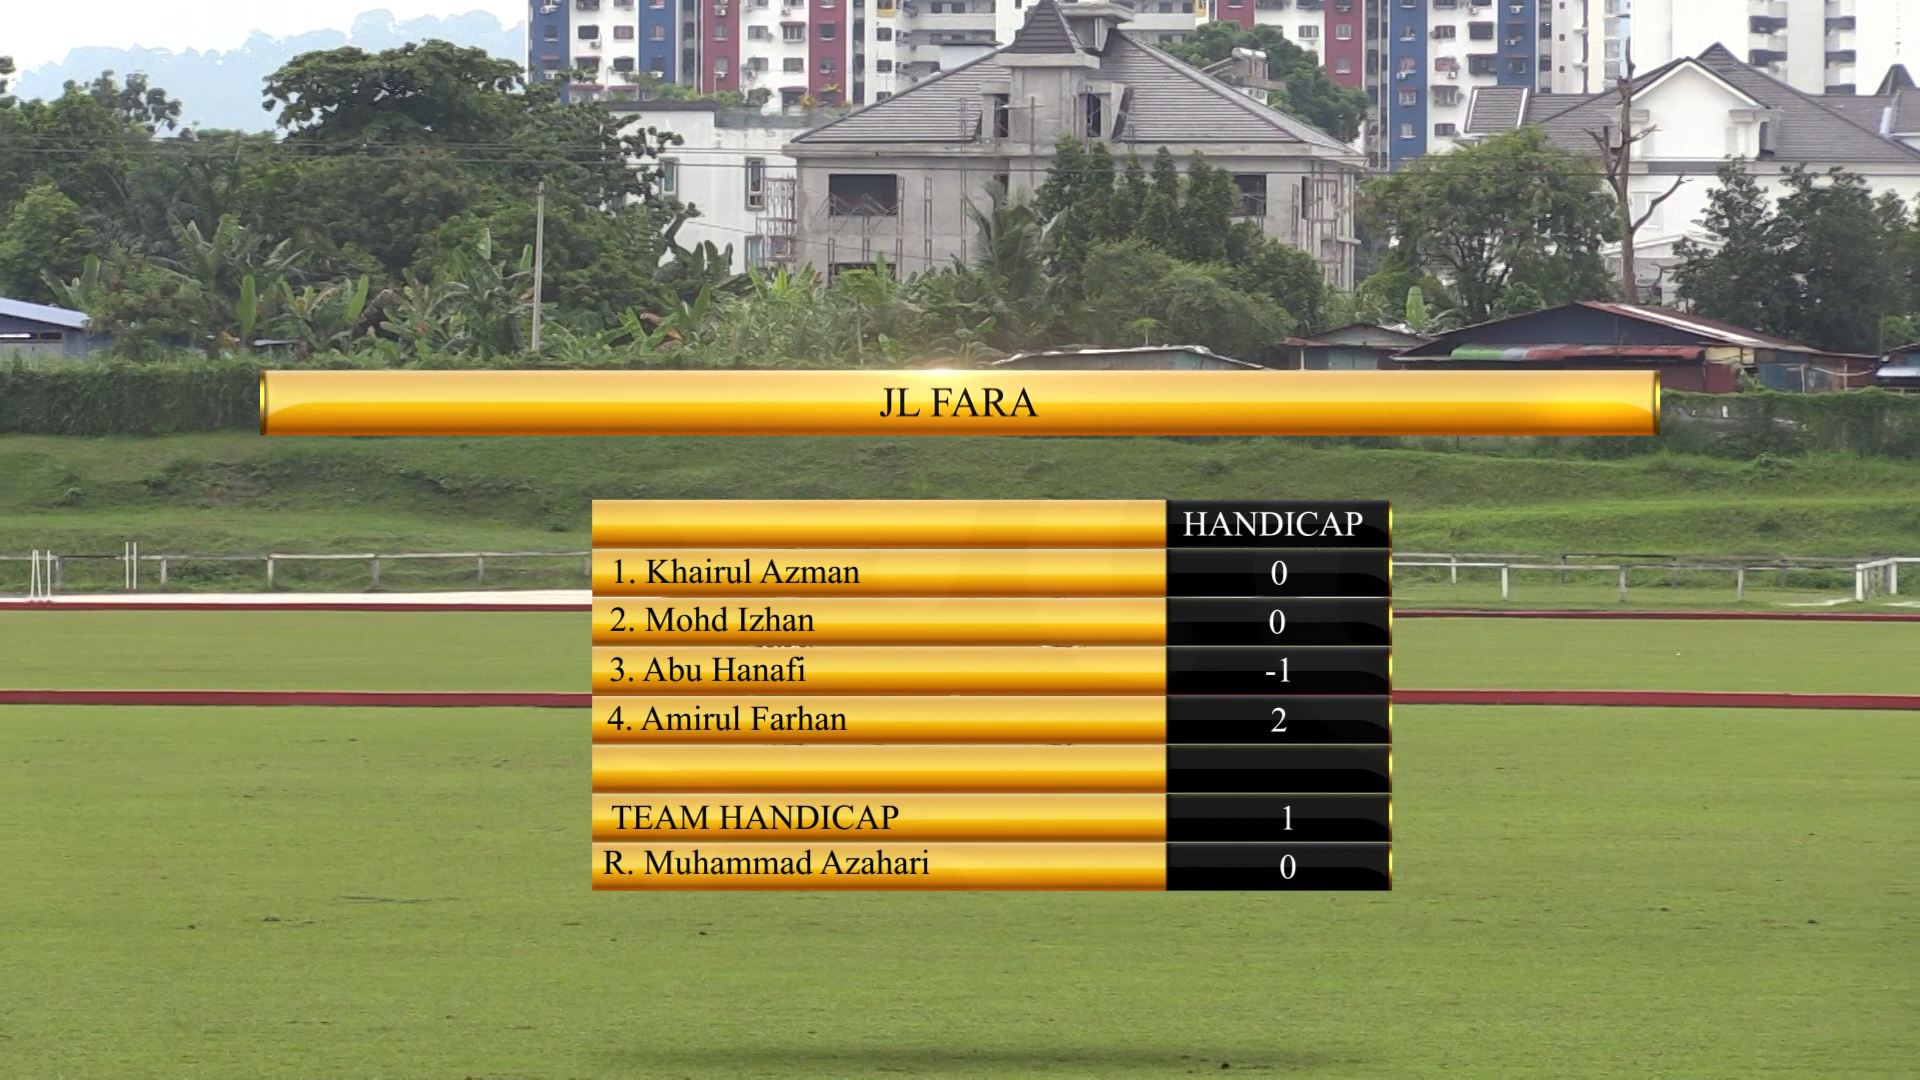 JL FARA
HANDICAP
1. Khairul Azman 0
2. Mohd Izhan 0
3. Abu Hanafi -1
4. Amirul Farhan 2
TEAM HANDICAP 1
R. Muhammad Azahari 0